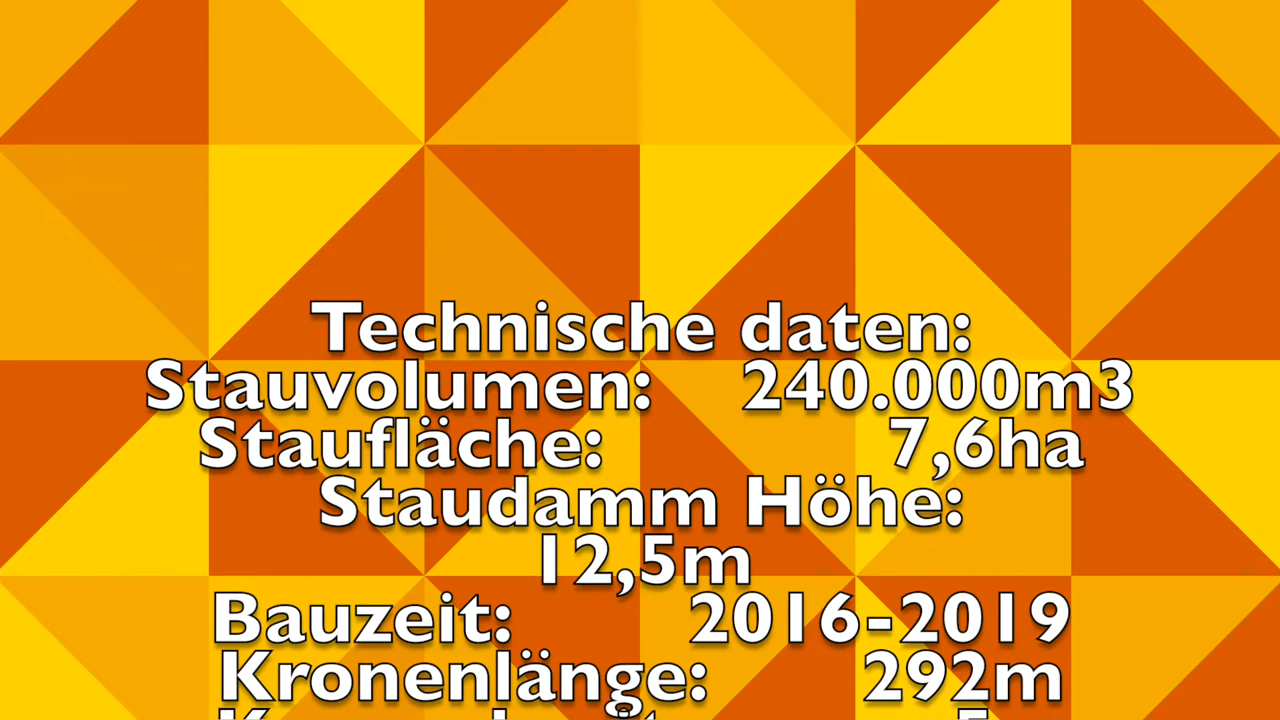 Technische daten:
Stauvolumen: 240.000m3
Staufläche: 7,6ha
Staudamm Höhe:
12,5m
Bauzeit: 2016-2019
Kronenlänge: 292m